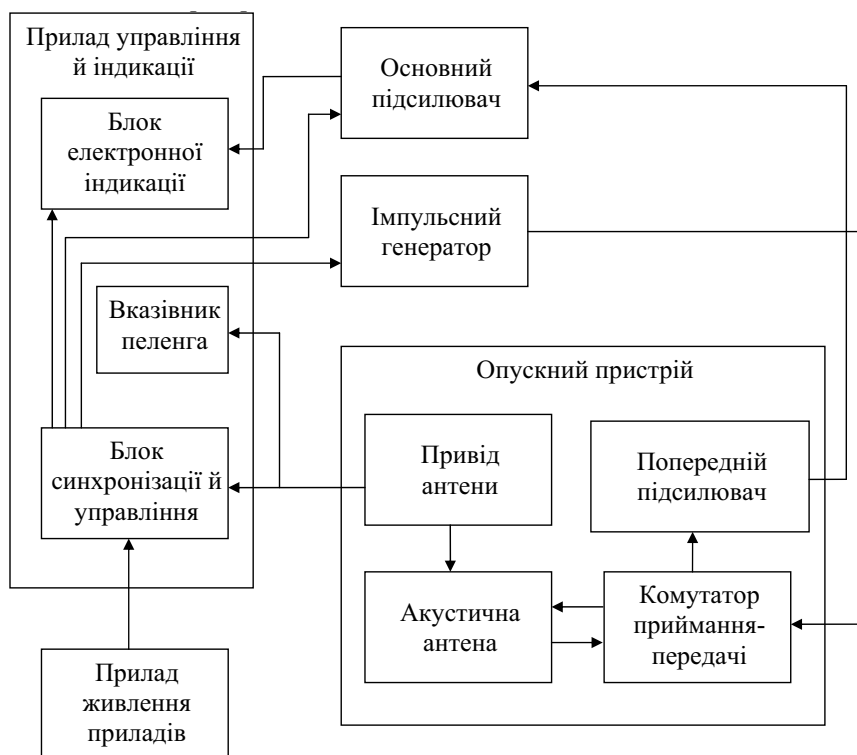 Прилад управління
й індикації
Блок
електронної
індикації
Вказівник
пеленга
Блок
синхронізації й
управління
Прилад
живлення
приладів
Основний
підсилювач
Імпульсний
генератор
Опускний пристрій
Привід
антени
Попередній
підсилювач
Акустична
антена
Комутатор
приймання-
передачі